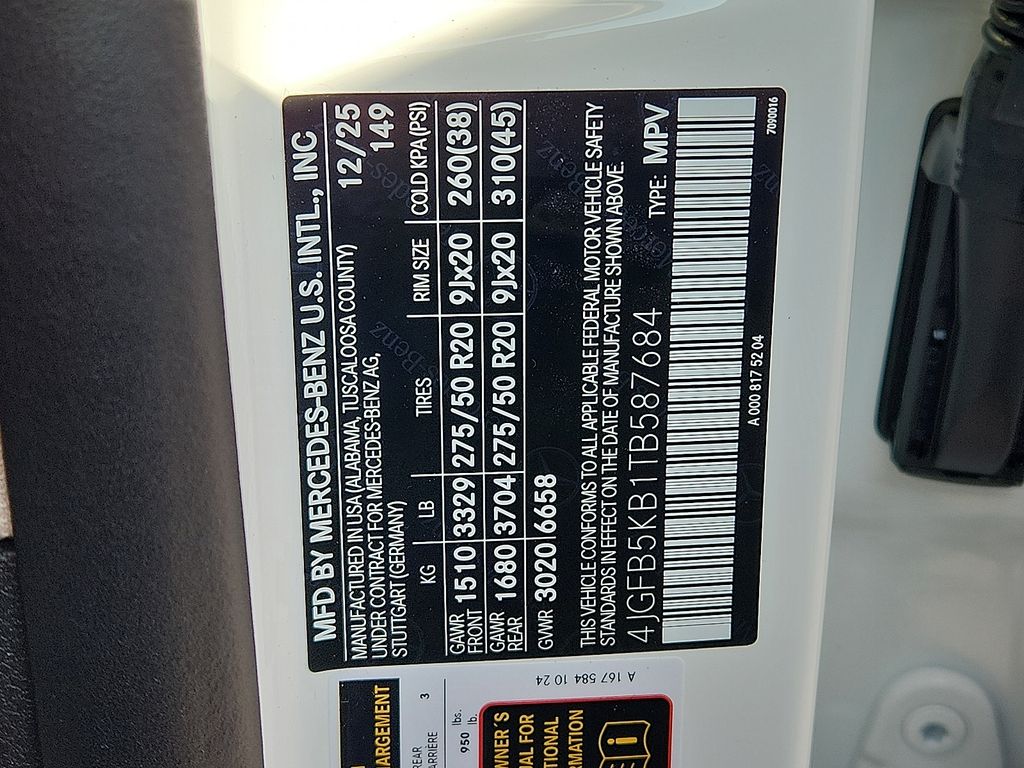 MFD BY MERCEDES-BENZ U.S. INTL., INC
MANUFACTURED IN USA (ALABAMA, TUSCALOOSA COUNTY) 12/25
UNDER CONTRACT FOR MERCEDES-BENZ AG, 149
STUTTGART (GERMANY)
KG LB TIRES RIM SIZE COLD KPA(PSI)
GAWR FRONT 1510 3329 275/50 R20 9Jx20 260(38)
GAWR REAR 1680 3704 275/50 R20 9Jx20 310(45)
GVWR 3020 6658
THIS VEHICLE CONFORMS TO ALL APPLICABLE FEDERAL MOTOR VEHICLE SAFETY
STANDARDS IN EFFECT ON THE DATE OF MANUFACTURE SHOWN ABOVE.
4JGFB5KB1TB587684 TYPE: MPV
A 000 817 52 04
7090016
A 167 584 10 24
ARGEMENT
REAR
ARRIÈRE 3
950 lbs.
lb.
WNER'S
UAL FOR
TIONAL
RMATION